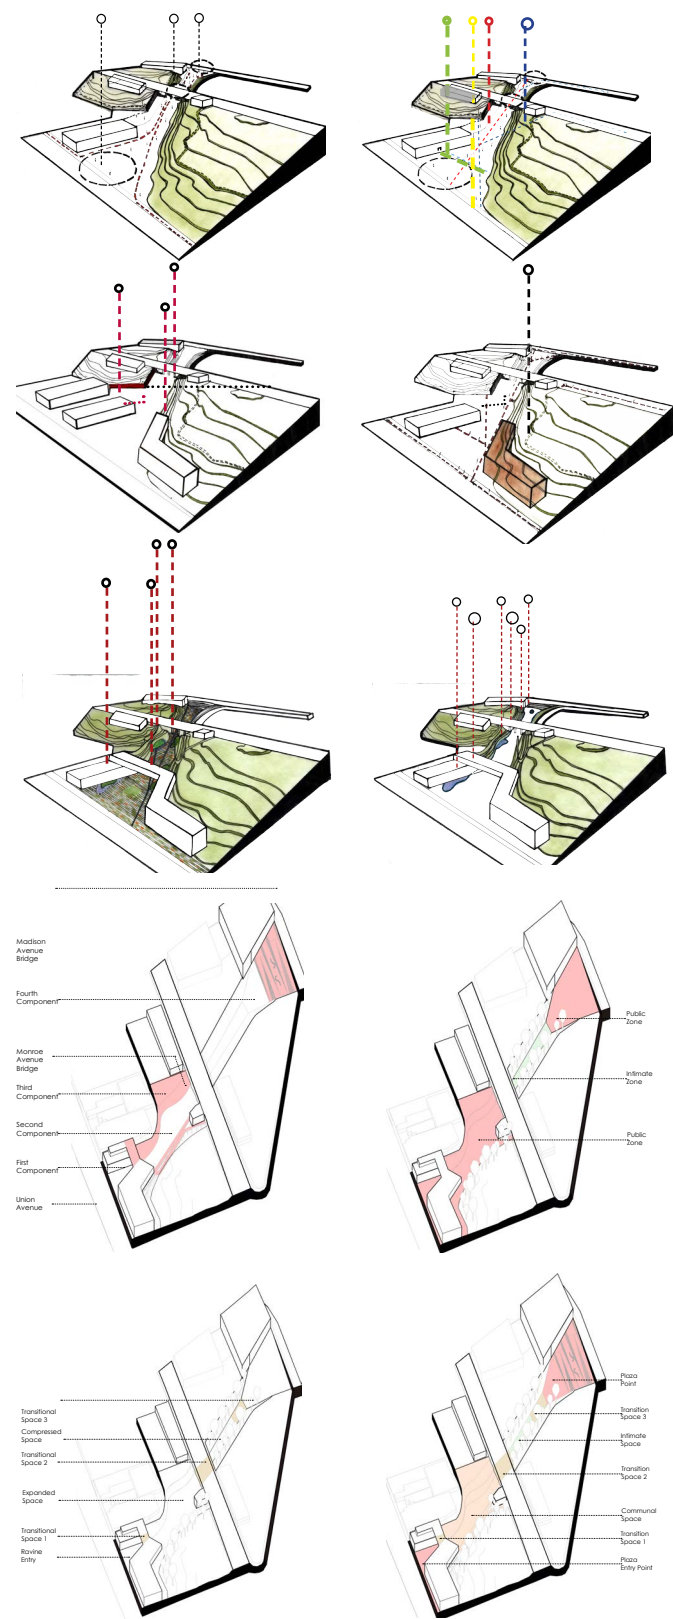 Madison
Avenue
Bridge
Fourth
Component
Monroe
Avenue
Bridge
Third
Component
Second
Component
First
Component
Union
Avenue
Public
Zone
Intimate
Zone
Public
Zone
Transitional
Space 3
Compressed
Space
Transitional
Space 2
Expanded
Space
Transitional
Space 1
Ravine
Entry
Plaza
Point
Transition
Space 3
Intimate
Space
Transition
Space 2
Communal
Space
Transition
Space 1
Plaza
Entry Point